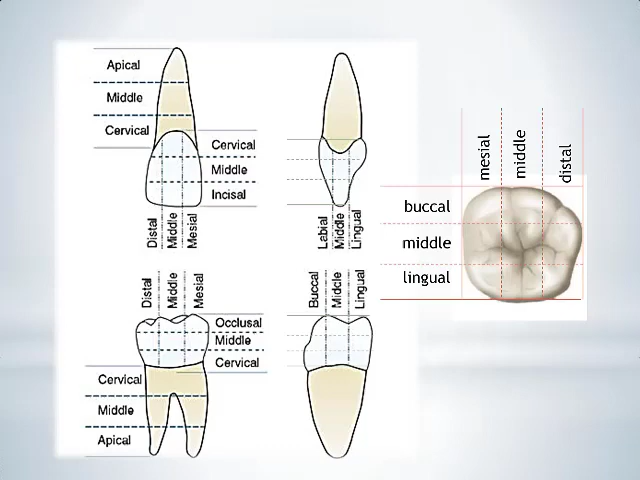 Apical
Middle
Cervical
Cervical
Middle
Incisal
Distal
Middle
Mesial
Labial
Middle
Lingual
mesial
middle
distal
buccal
middle
lingual
Distal
Middle
Mesial
Buccal
Middle
Lingual
Occlusal
Middle
Cervical
Cervical
Middle
Apical